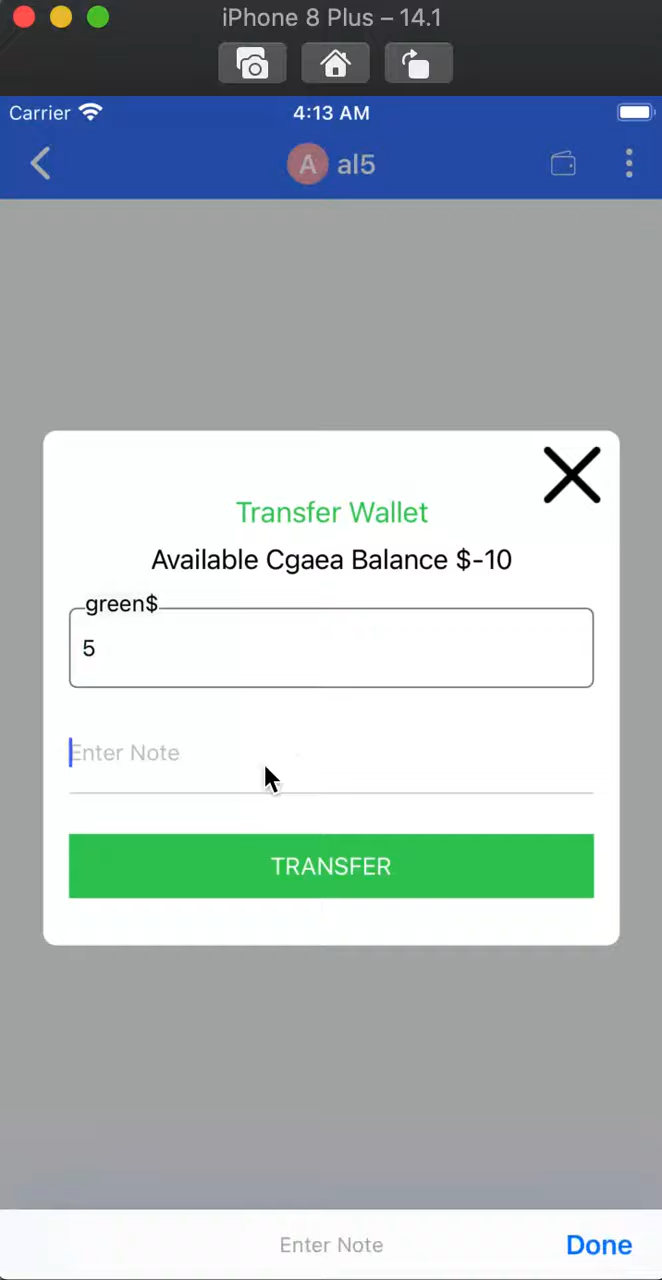 iPhone 8 Plus – 14.1
Carrier 4:13 AM
A al5
Transfer Wallet
Available Cgaea Balance $-10
green$
5
Enter Note
TRANSFER
Enter Note Done